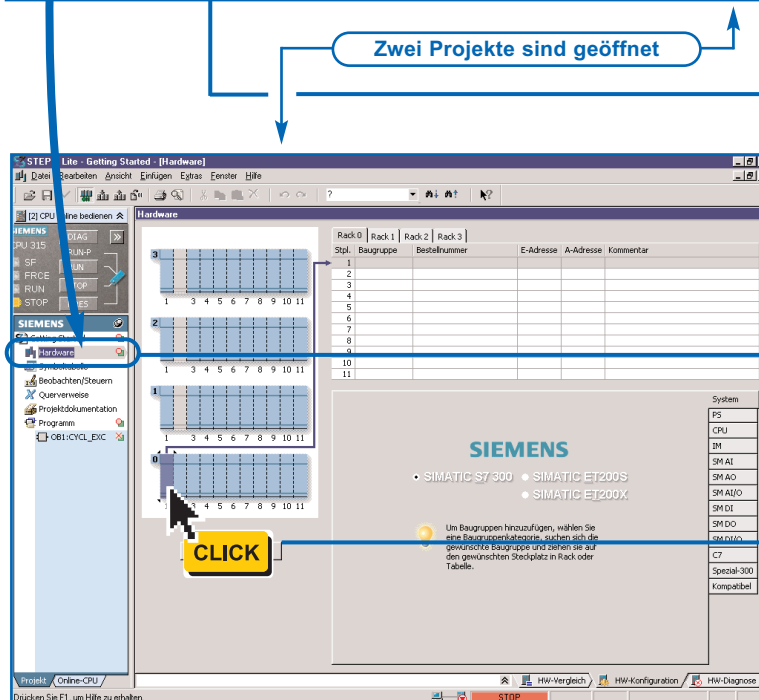 Zwei Projekte sind geöffnet
STEP Lite - Getting Started - [Hardware]
Datei Bearbeiten Ansicht Einfügen Extras Fenster Hilfe
?
[2] CPU online bedienen
Hardware
SIEMENS
CPU 315
DIAG
RUN-P
SF
RUN
FRCE
STOP
RUN
STOP
SIEMENS
Getting Started
Hardware
Symboltabelle
Beobachten/Steuern
Querverweise
Projektdokumentation
Programm
OB1:CYCL_EXC
3
1 3 4 5 6 7 8 9 10 11
2
1 3 4 5 6 7 8 9 10 11
1
1 3 4 5 6 7 8 9 10 11
0
1 3 4 5 6 7 8 9 10 11
CLICK
Rack 0 Rack 1 Rack 2 Rack 3
Stpl. Baugruppe Bestellnummer E-Adresse A-Adresse Kommentar
1
2
3
4
5
6
7
8
9
10
11
SIEMENS
SIMATIC S7 300 SIMATIC ET200S
SIMATIC ET200X
Um Baugruppen hinzuzufügen, wählen Sie
eine Baugruppenkategorie, suchen sich die
gewünschte Baugruppe und ziehen sie auf
den gewünschten Steckplatz in Rack oder
Tabelle.
System
PS
CPU
IM
SM AI
SM AO
SM AI/O
SM DI
SM DO
SM DI/O
C7
Spezial-300
Kompatibel
Projekt Online-CPU
HW-Vergleich HW-Konfiguration HW-Diagnose
Drücken Sie F1, um Hilfe zu erhalten.
STOP